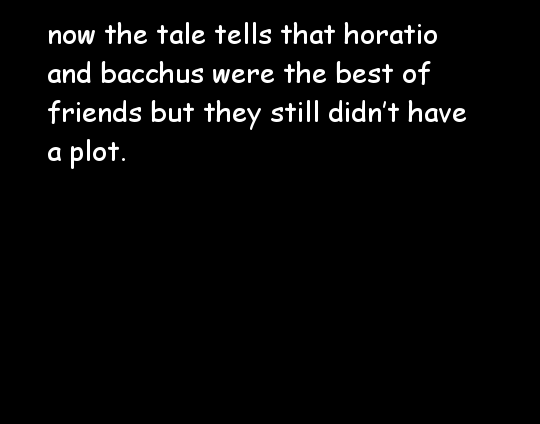 now the tale tells that horatio
and bacchus were the best of
friends but they still didn’t have
a plot.